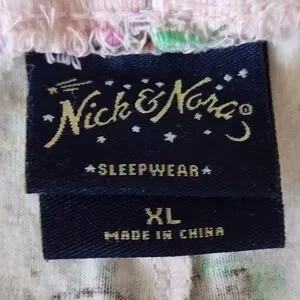 Nick & Nora®
★SLEEPWEAR★
XL
MADE IN CHINA